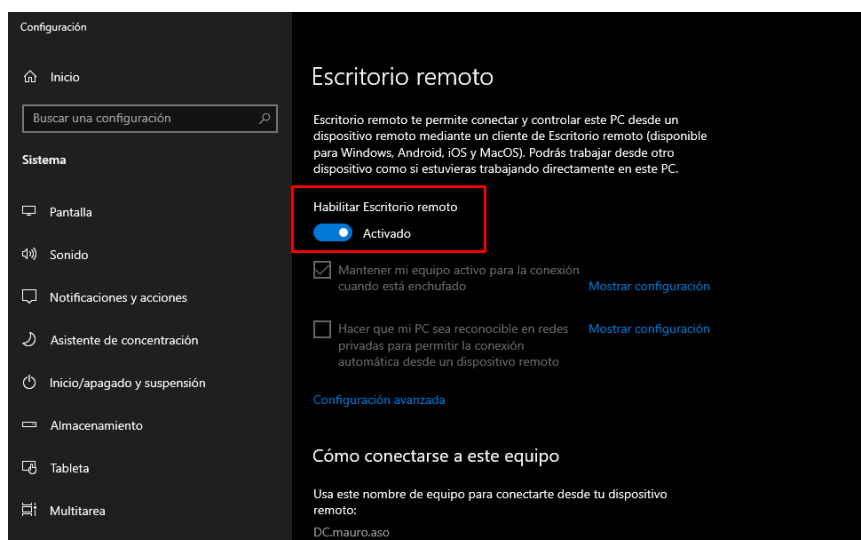 Configuración
Inicio
Buscar una configuración
Sistema
Pantalla
Sonido
Notificaciones y acciones
Asistente de concentración
Inicio/apagado y suspensión
Almacenamiento
Tableta
Multitarea
Escritorio remoto
Escritorio remoto te permite conectar y controlar este PC desde un
dispositivo remoto mediante un cliente de Escritorio remoto (disponible
para Windows, Android, iOS y MacOS). Podrás trabajar desde otro
dispositivo como si estuvieras trabajando directamente en este PC.
Habilitar Escritorio remoto
Activado
Mantener mi equipo activo para la conexión
cuando está enchufado
Mostrar configuración
Hacer que mi PC sea reconocible en redes
privadas para permitir la conexión
automática desde un dispositivo remoto
Mostrar configuración
Configuración avanzada
Cómo conectarse a este equipo
Usa este nombre de equipo para conectarte desde tu dispositivo
remoto:
DC.mauro.aso